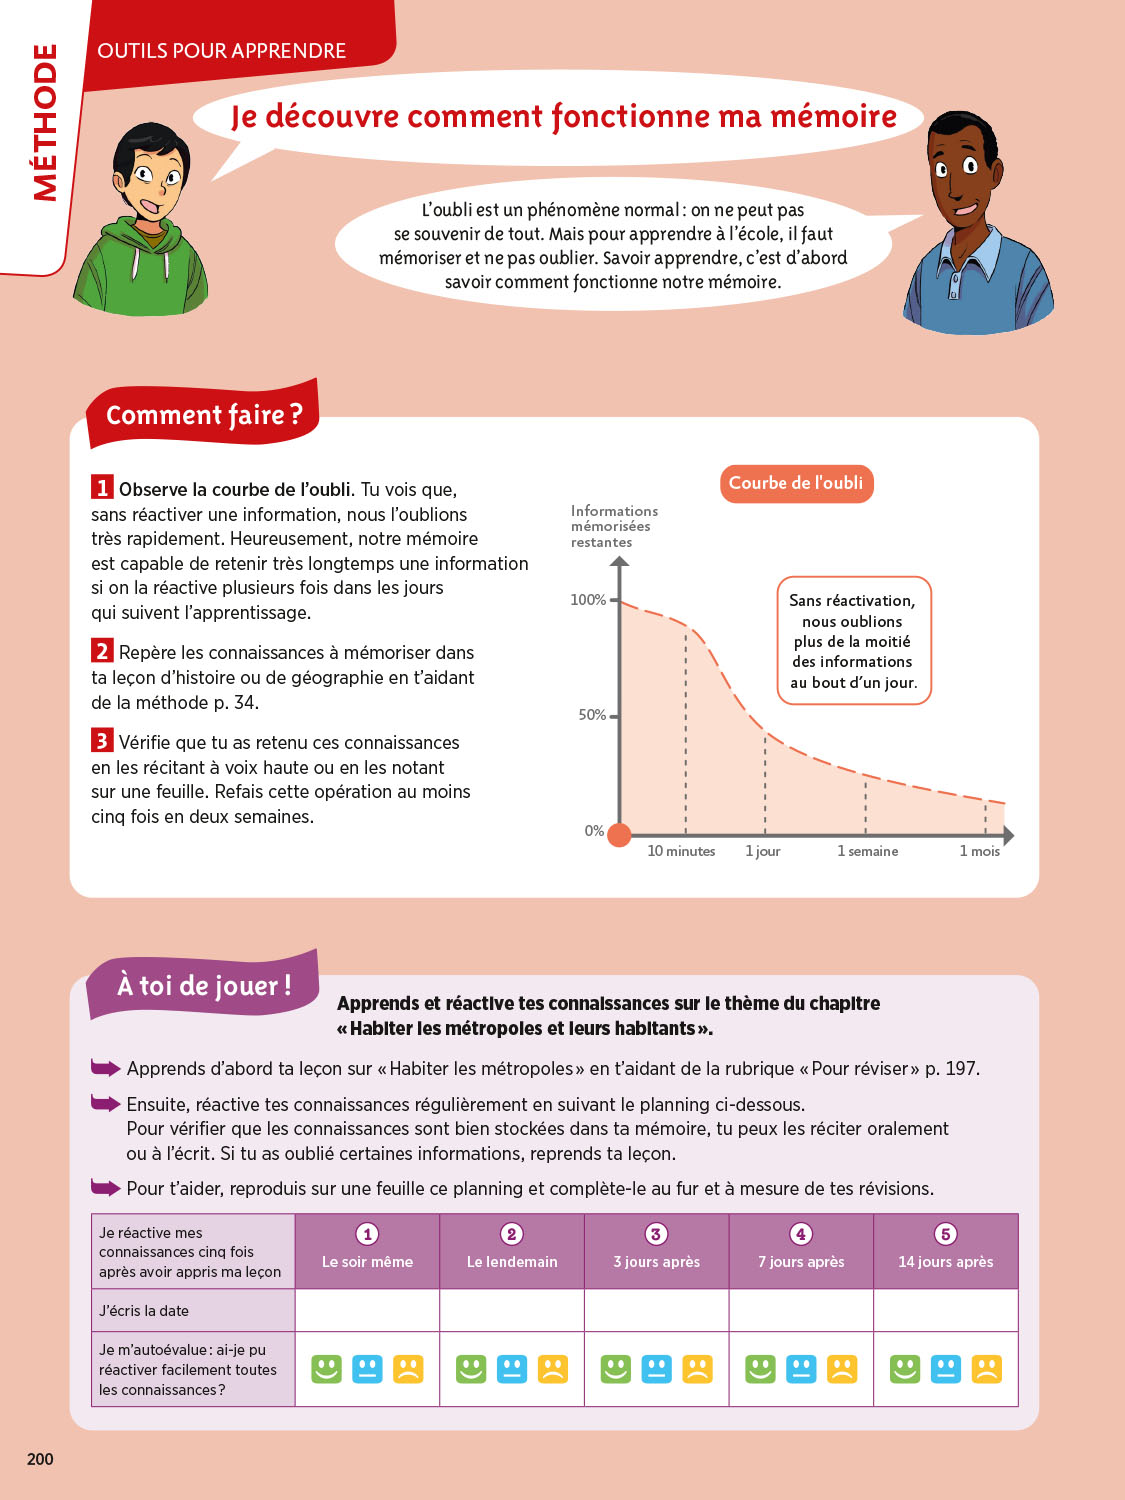 MÉTHODE
OUTILS POUR APPRENDRE
Je découvre comment fonctionne ma mémoire
L'oubli est un phénomène normal : on ne peut pas
se souvenir de tout. Mais pour apprendre à l'école, il faut
mémoriser et ne pas oublier. Savoir apprendre, c'est d'abord
savoir comment fonctionne notre mémoire.
Comment faire ?
1 Observe la courbe de l'oubli. Tu vois que,
sans réactiver une information, nous l'oublions
très rapidement. Heureusement, notre mémoire
est capable de retenir très longtemps une information
si on la réactive plusieurs fois dans les jours
qui suivent l'apprentissage.
2 Repère les connaissances à mémoriser dans
ta leçon d'histoire ou de géographie en t'aidant
de la méthode p. 34.
3 Vérifie que tu as retenu ces connaissances
en les récitant à voix haute ou en les notant
sur une feuille. Refais cette opération au moins
cinq fois en deux semaines.
Courbe de l'oubli
Informations
mémorisées
restantes
100%
50%
0%
Sans réactivation,
nous oublions
plus de la moitié
des informations
au bout d'un jour.
10 minutes
1 jour
1 semaine
1 mois
À toi de jouer !
Apprends et réactive tes connaissances sur le thème du chapitre
« Habiter les métropoles et leurs habitants ».
Apprends d'abord ta leçon sur « Habiter les métropoles » en t'aidant de la rubrique « Pour réviser » p. 197.
Ensuite, réactive tes connaissances régulièrement en suivant le planning ci-dessous.
Pour vérifier que les connaissances sont bien stockées dans ta mémoire, tu peux les réciter oralement
ou à l'écrit. Si tu as oublié certaines informations, reprends ta leçon.
Pour t'aider, reproduis sur une feuille ce planning et complète-le au fur et à mesure de tes révisions.
Je réactive mes
connaissances cinq fois
après avoir appris ma leçon
1
Le soir même
2
Le lendemain
3
3 jours après
4
7 jours après
5
14 jours après
J'écris la date
Je m'autoévalue : ai-je pu
réactiver facilement toutes
les connaissances ?
200